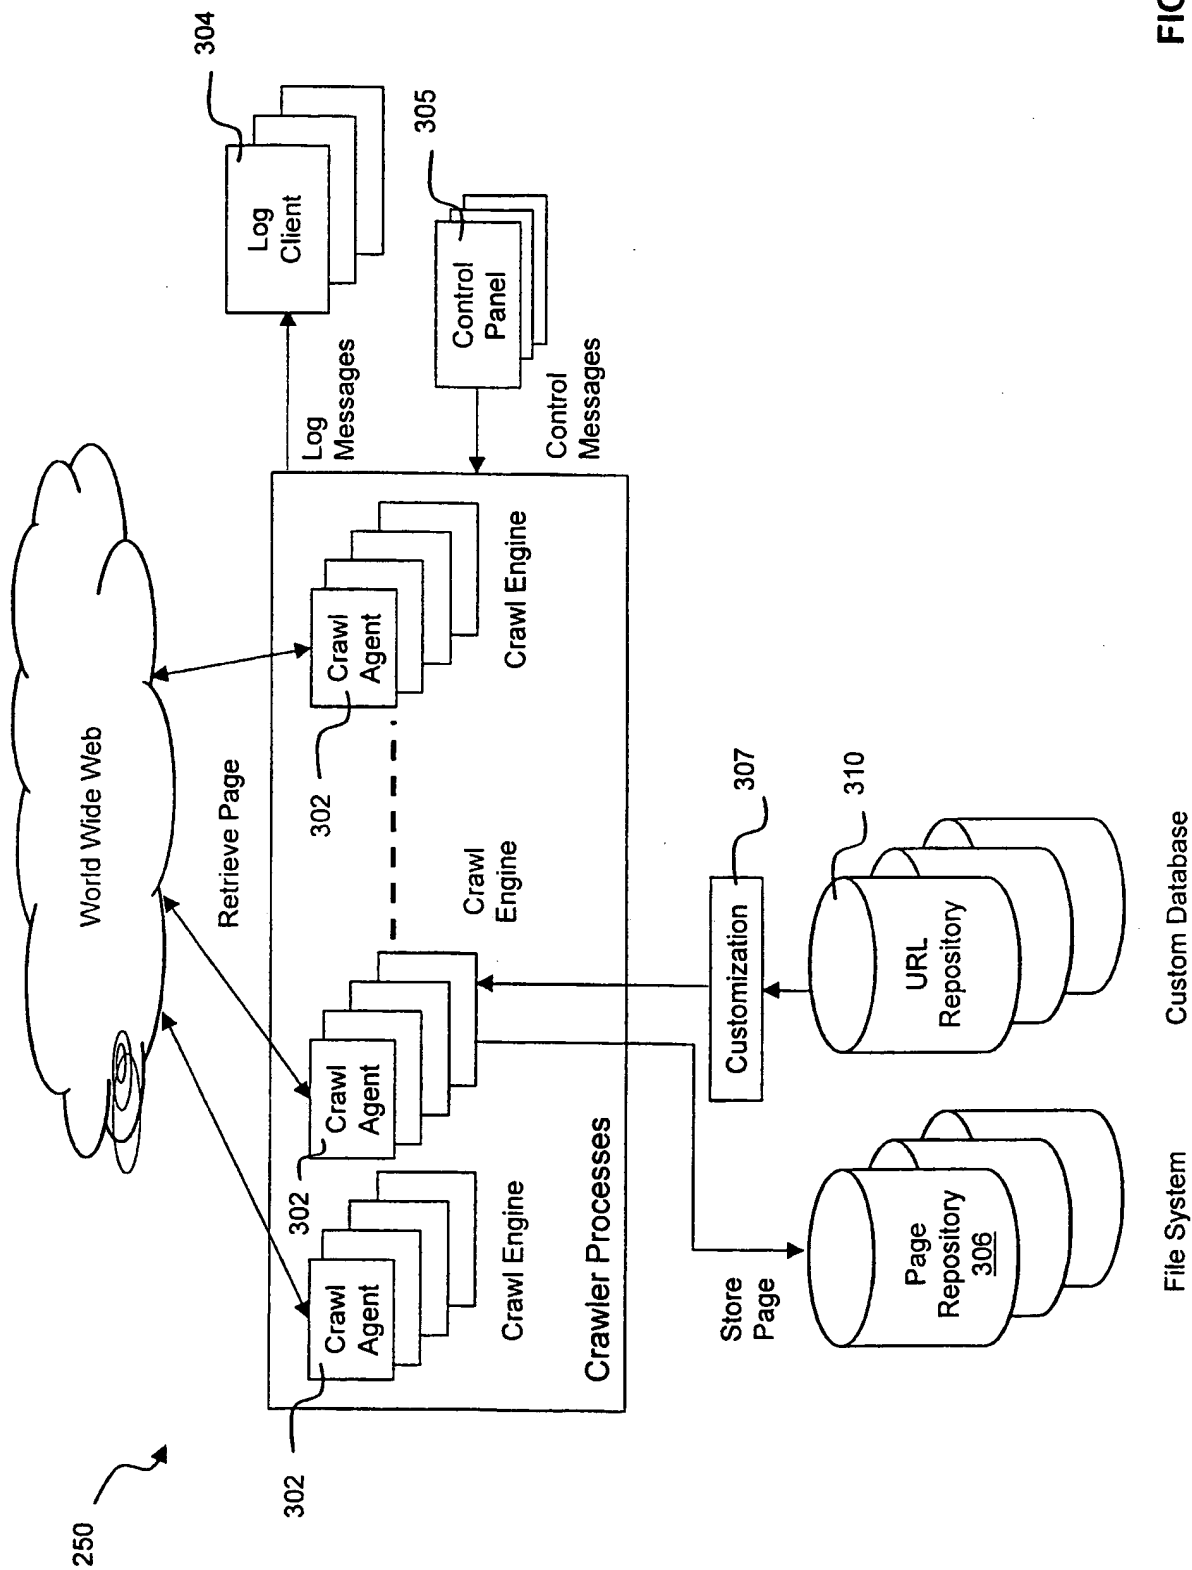 250
World Wide Web
Retrieve Page
302
Crawl
Agent
Crawl Engine
302
Crawl
Agent
Crawl
Engine
302
Crawl
Agent
Crawl Engine
Crawler Processes
Log
Messages
Log
Client
304
Control
Panel
305
Control
Messages
Store
Page
Customization
307
Page
Repository
306
URL
Repository
310
File System
Custom Database
FIG